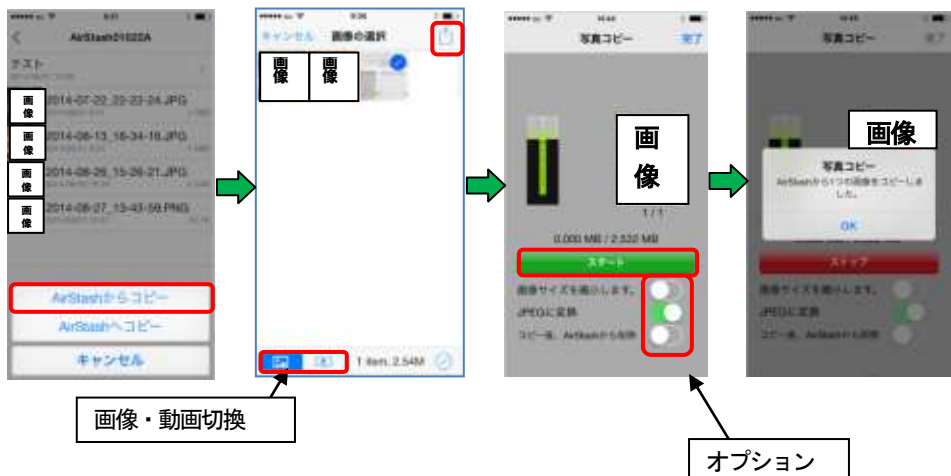 AirStash01022A
テスト
画像
2014-07-22_22-22-24.JPG
画像
2014-08-13_16-34-16.JPG
画像
2014-08-26_15-26-21.JPG
画像
2014-08-27_13-43-59.PNG
AirStashからコピー
AirStashへコピー
キャンセル
キャンセル 画像の選択
画像 画像
1 item, 2.54M
画像・動画切換
写真コピー 完了
画像
1 / 1
0.000 MB / 2.532 MB
スタート
画像サイズを縮小します。
JPEGに変換
コピー後、AirStashから削除
オプション
写真コピー 完了
画像
写真コピー
AirStashから1つの画像をコピーしま
した。
OK
ストップ
画像サイズを縮小します。
JPEGに変換
コピー後、AirStashから削除